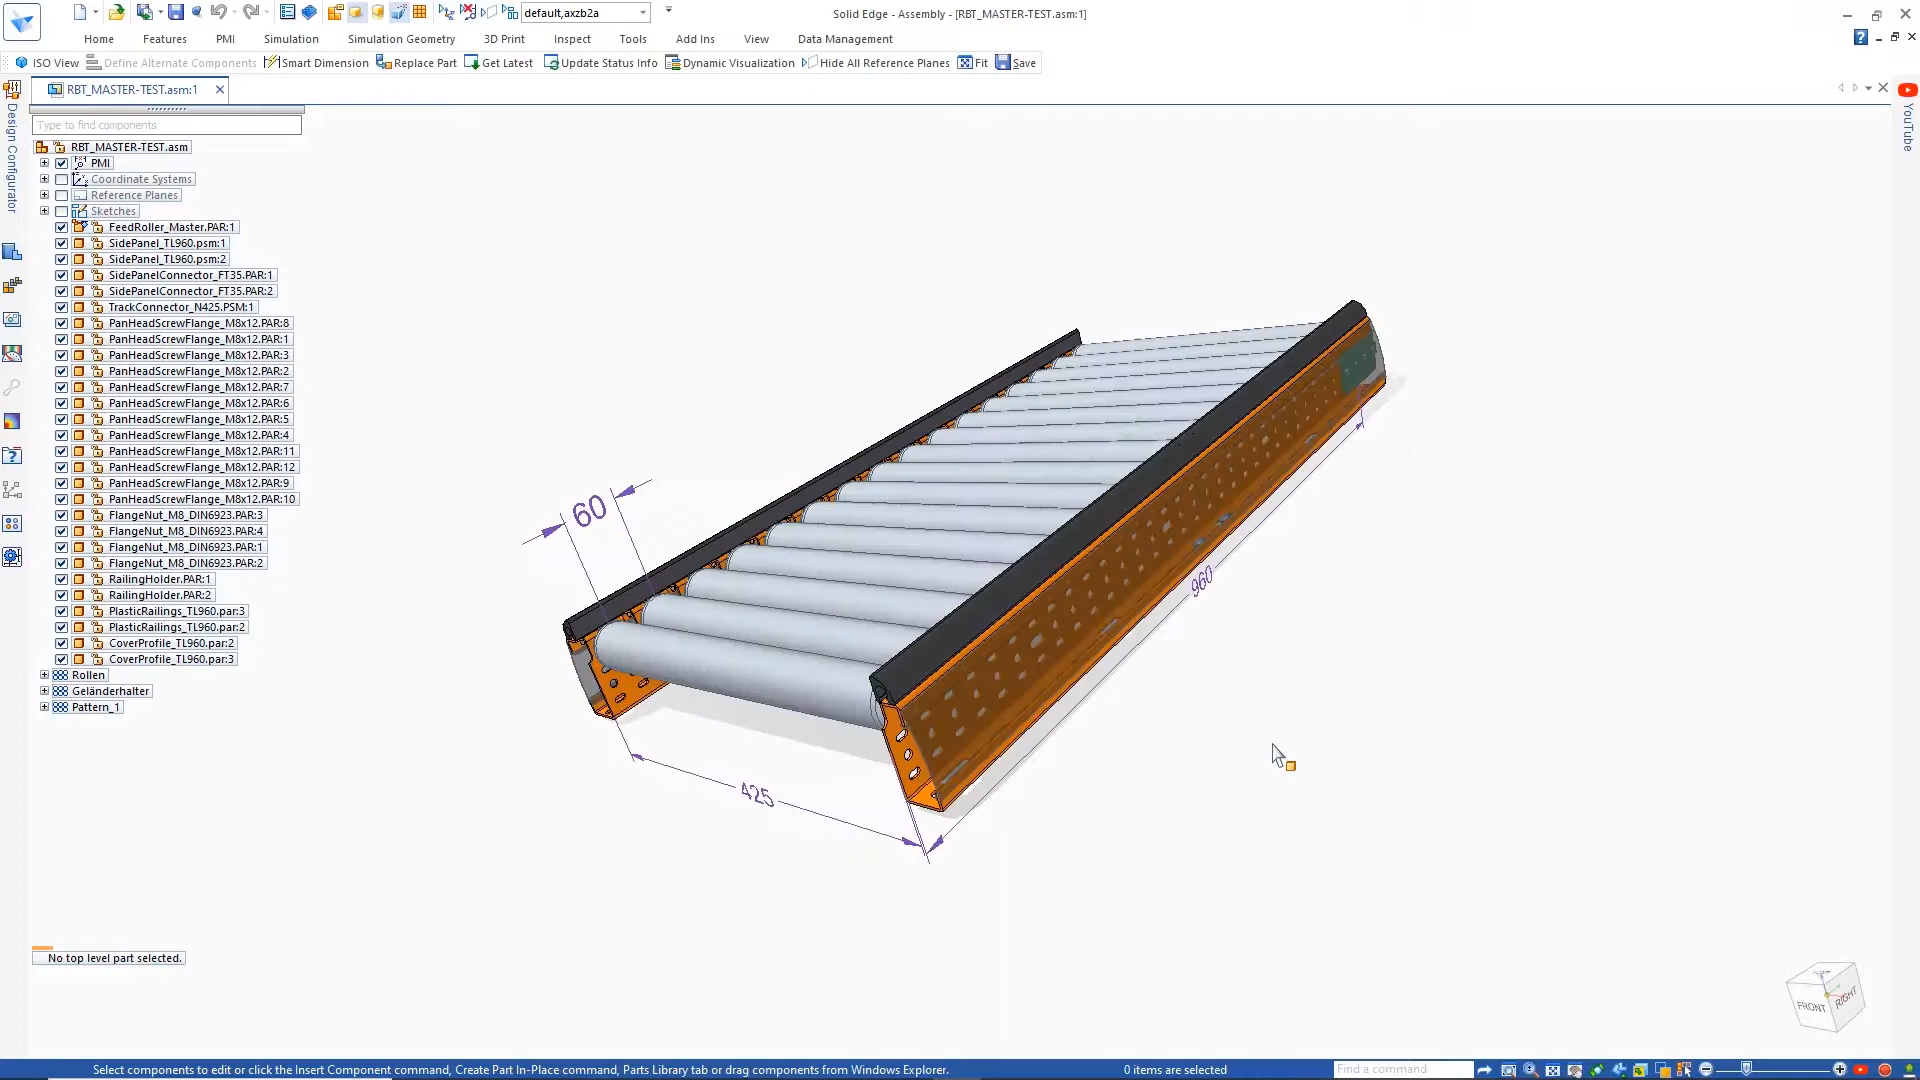 default,axzb2a
Solid Edge - Assembly - [RBT_MASTER-TEST.asm:1]
Home Features PMI Simulation Simulation Geometry 3D Print Inspect Tools Add Ins View Data Management
ISO View Define Alternate Components Smart Dimension Replace Part Get Latest Update Status Info Dynamic Visualization Hide All Reference Planes Fit Save
RBT_MASTER-TEST.asm:1
Design Configurator
YouTube
Type to find components
RBT_MASTER-TEST.asm
PMI
Coordinate Systems
Reference Planes
Sketches
FeedRoller_Master.PAR:1
SidePanel_TL960.psm:1
SidePanel_TL960.psm:2
SidePanelConnector_FT35.PAR:1
SidePanelConnector_FT35.PAR:2
TrackConnector_N425.PSM:1
PanHeadScrewFlange_M8x12.PAR:8
PanHeadScrewFlange_M8x12.PAR:1
PanHeadScrewFlange_M8x12.PAR:3
PanHeadScrewFlange_M8x12.PAR:2
PanHeadScrewFlange_M8x12.PAR:7
PanHeadScrewFlange_M8x12.PAR:6
PanHeadScrewFlange_M8x12.PAR:5
PanHeadScrewFlange_M8x12.PAR:4
PanHeadScrewFlange_M8x12.PAR:11
PanHeadScrewFlange_M8x12.PAR:12
PanHeadScrewFlange_M8x12.PAR:9
PanHeadScrewFlange_M8x12.PAR:10
FlangeNut_M8_DIN6923.PAR:3
FlangeNut_M8_DIN6923.PAR:4
FlangeNut_M8_DIN6923.PAR:1
FlangeNut_M8_DIN6923.PAR:2
RailingHolder.PAR:1
RailingHolder.PAR:2
PlasticRailings_TL960.par:3
PlasticRailings_TL960.par:2
CoverProfile_TL960.par:2
CoverProfile_TL960.par:3
Rollen
Geländerhalter
Pattern_1
60
960
425
No top level part selected.
FRONT
RIGHT
Select components to edit or click the Insert Component command, Create Part In-Place command, Parts Library tab or drag components from Windows Explorer.
0 items are selected
Find a command